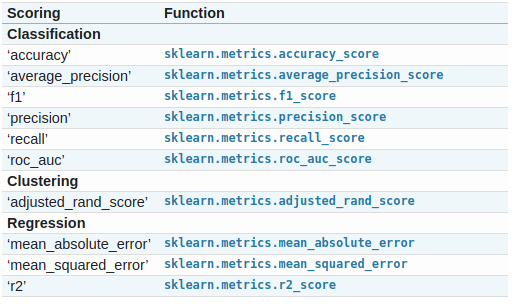 Scoring Function
Classification
‘accuracy’ sklearn.metrics.accuracy_score
‘average_precision’ sklearn.metrics.average_precision_score
‘f1’ sklearn.metrics.f1_score
‘precision’ sklearn.metrics.precision_score
‘recall’ sklearn.metrics.recall_score
‘roc_auc’ sklearn.metrics.roc_auc_score
Clustering
‘adjusted_rand_score’ sklearn.metrics.adjusted_rand_score
Regression
‘mean_absolute_error’ sklearn.metrics.mean_absolute_error
‘mean_squared_error’ sklearn.metrics.mean_squared_error
‘r2’ sklearn.metrics.r2_score